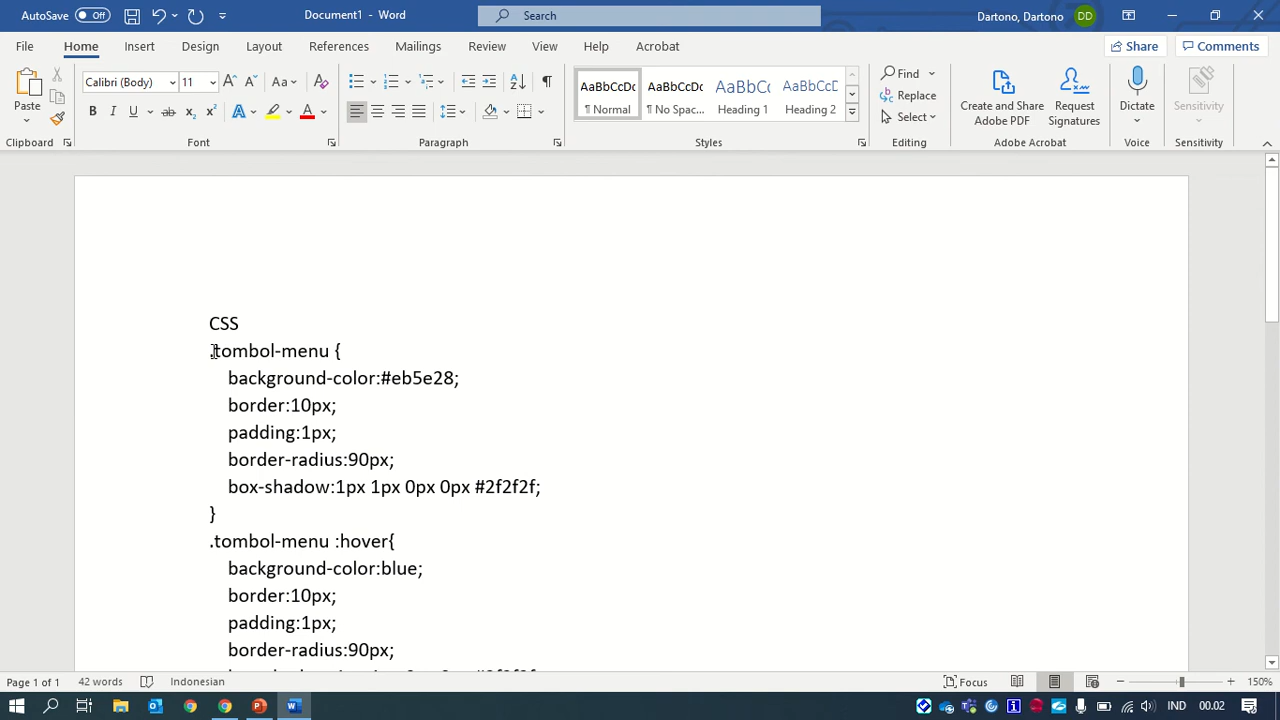 AutoSave Off Document1 - Word Search Dartono, Dartono DD
File Home Insert Design Layout References Mailings Review View Help Acrobat Share Comments
Paste Calibri (Body) 11 Aa AaBbCcDc AaBbCcDc AaBbCc AaBbCcD Find Replace Select Create and Share Adobe PDF Request Signatures Dictate Sensitivity
B I U ab x₂ x² A A ¶ Normal ¶ No Spac... Heading 1 Heading 2
Clipboard Font Paragraph Styles Editing Adobe Acrobat Voice Sensitivity
CSS
.tombol-menu {
background-color:#eb5e28;
border:10px;
padding:1px;
border-radius:90px;
box-shadow:1px 1px 0px 0px #2f2f2f;
}
.tombol-menu :hover{
background-color:blue;
border:10px;
padding:1px;
border-radius:90px;
Page 1 of 1 42 words Indonesian Focus 150%
IND 00.02